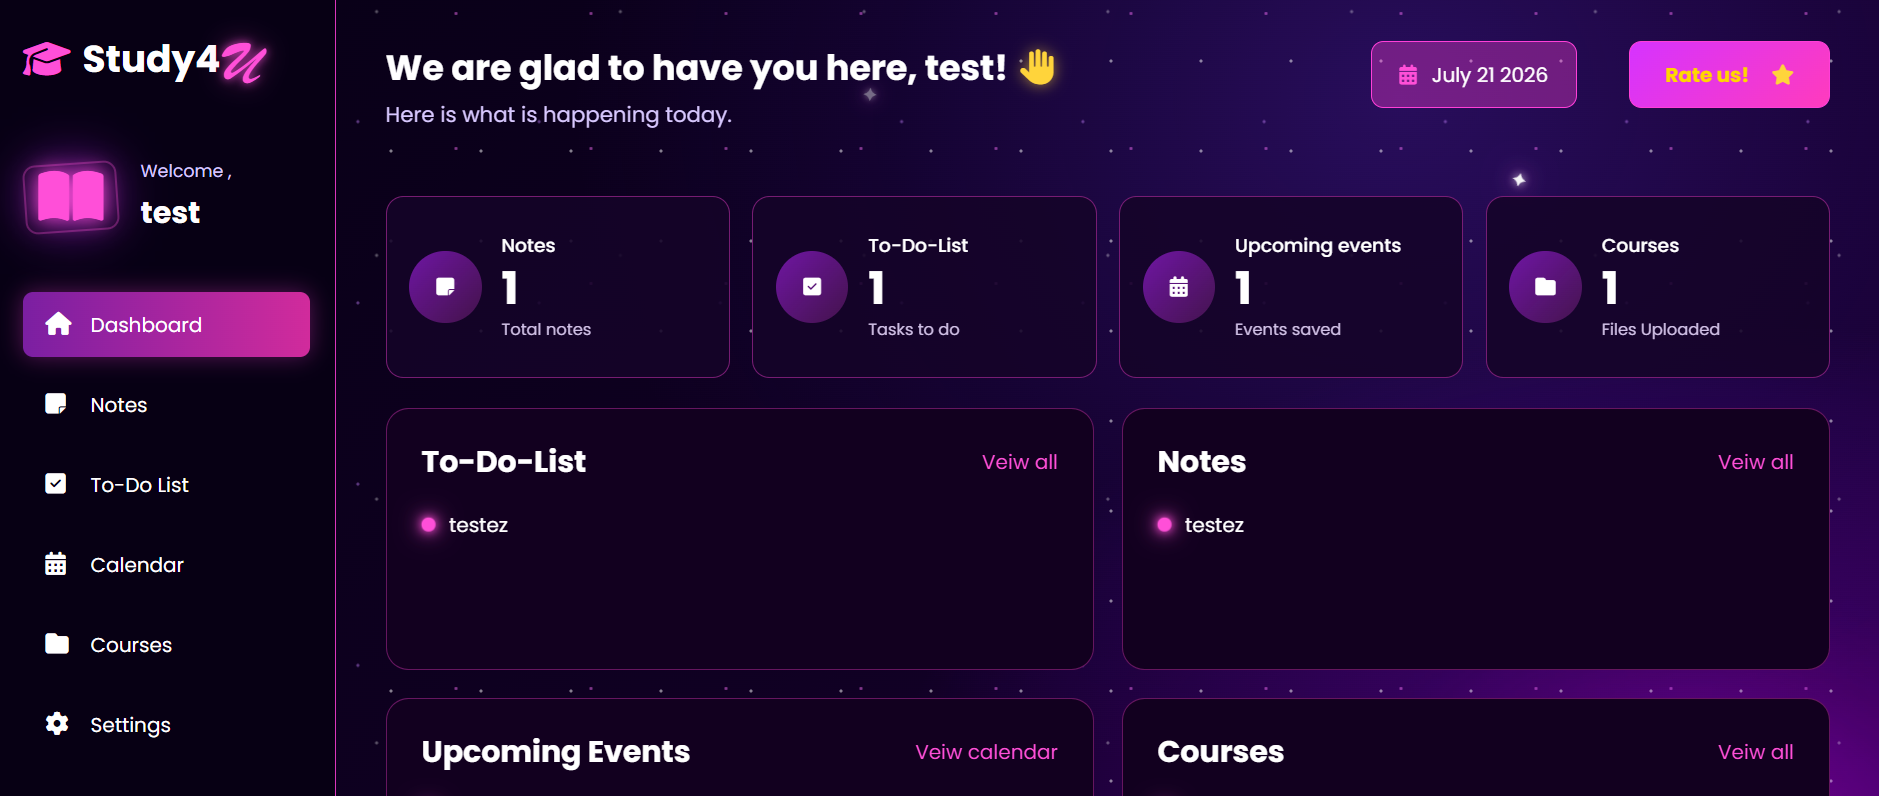 Study4U
Welcome ,
test
Dashboard
Notes
To-Do List
Calendar
Courses
Settings
We are glad to have you here, test!
Here is what is happening today.
July 21 2026
Rate us!
Notes
1
Total notes
To-Do-List
1
Tasks to do
Upcoming events
1
Events saved
Courses
1
Files Uploaded
To-Do-List
Veiw all
testez
Notes
Veiw all
testez
Upcoming Events
Veiw calendar
Courses
Veiw all